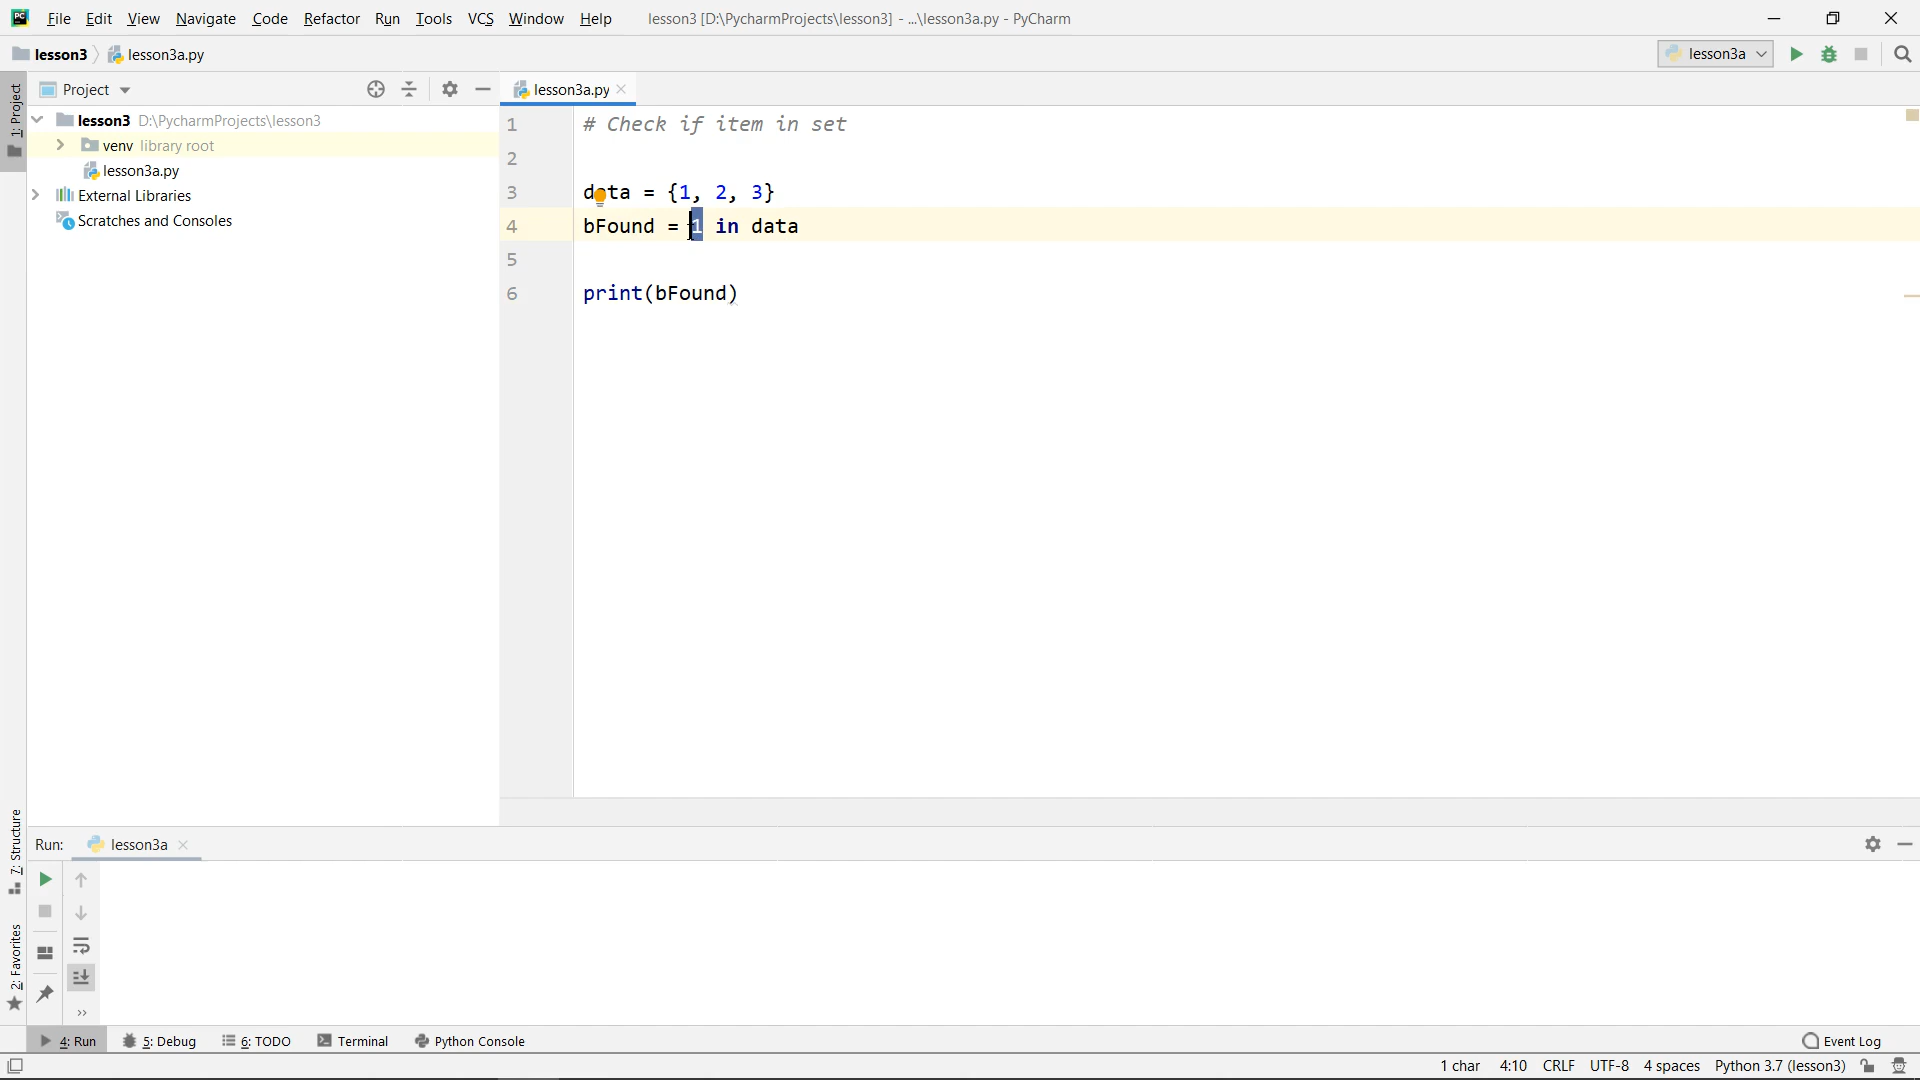 File Edit View Navigate Code Refactor Run Tools VCS Window Help lesson3 [D:\PycharmProjects\lesson3] - ...\lesson3a.py - PyCharm
lesson3 lesson3a.py lesson3a
1: Project
Project
lesson3a.py
lesson3 D:\PycharmProjects\lesson3
venv library root
lesson3a.py
External Libraries
Scratches and Consoles
1 # Check if item in set
2
3 data = {1, 2, 3}
4 bFound = 1 in data
5
6 print(bFound)
7: Structure
2: Favorites
Run: lesson3a
4: Run 5: Debug 6: TODO Terminal Python Console Event Log
1 char 4:10 CRLF UTF-8 4 spaces Python 3.7 (lesson3)